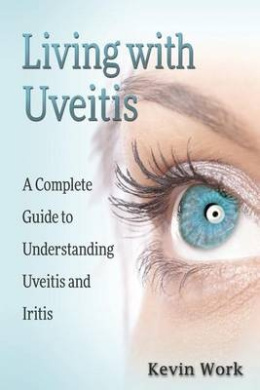 Living with
Uveitis
A Complete
Guide to
Understanding
Uveitis and
Iritis
Kevin Work